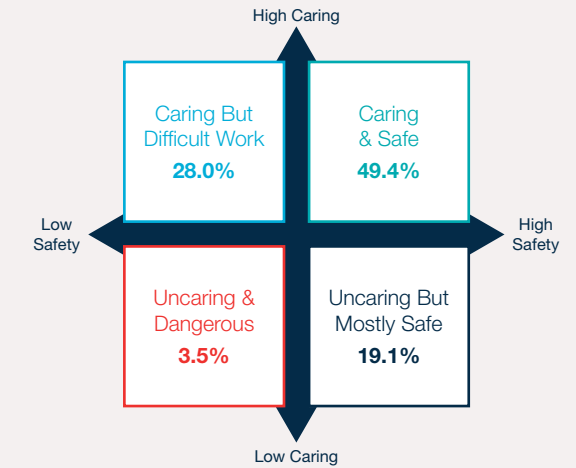 High Caring
Caring But
Difficult Work
28.0%
Caring
& Safe
49.4%
Low
Safety
High
Safety
Uncaring &
Dangerous
3.5%
Uncaring But
Mostly Safe
19.1%
Low Caring